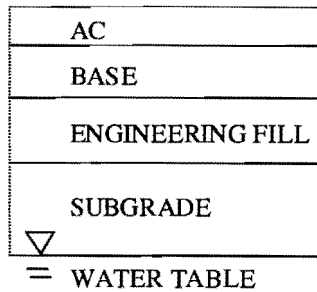 AC
BASE
ENGINEERING FILL
SUBGRADE
WATER TABLE